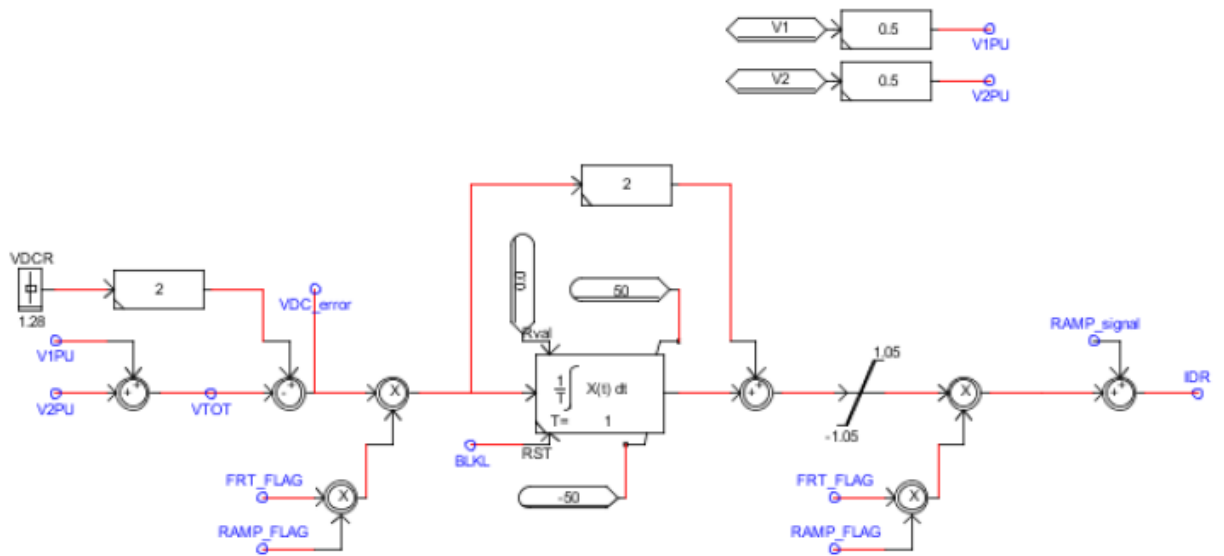 V1
0.5
V1PU
V2
0.5
V2PU
2
VDCR
1.28
2
VDC_error
0.0
50
Rval
RAMP_signal
V1PU
V2PU
+
VTOT
+
-
X
1
T
X(t) dt
T=
1
RST
BLKL
+
1.05
-1.05
X
+
IDR
FRT_FLAG
X
RAMP_FLAG
-50
FRT_FLAG
X
RAMP_FLAG